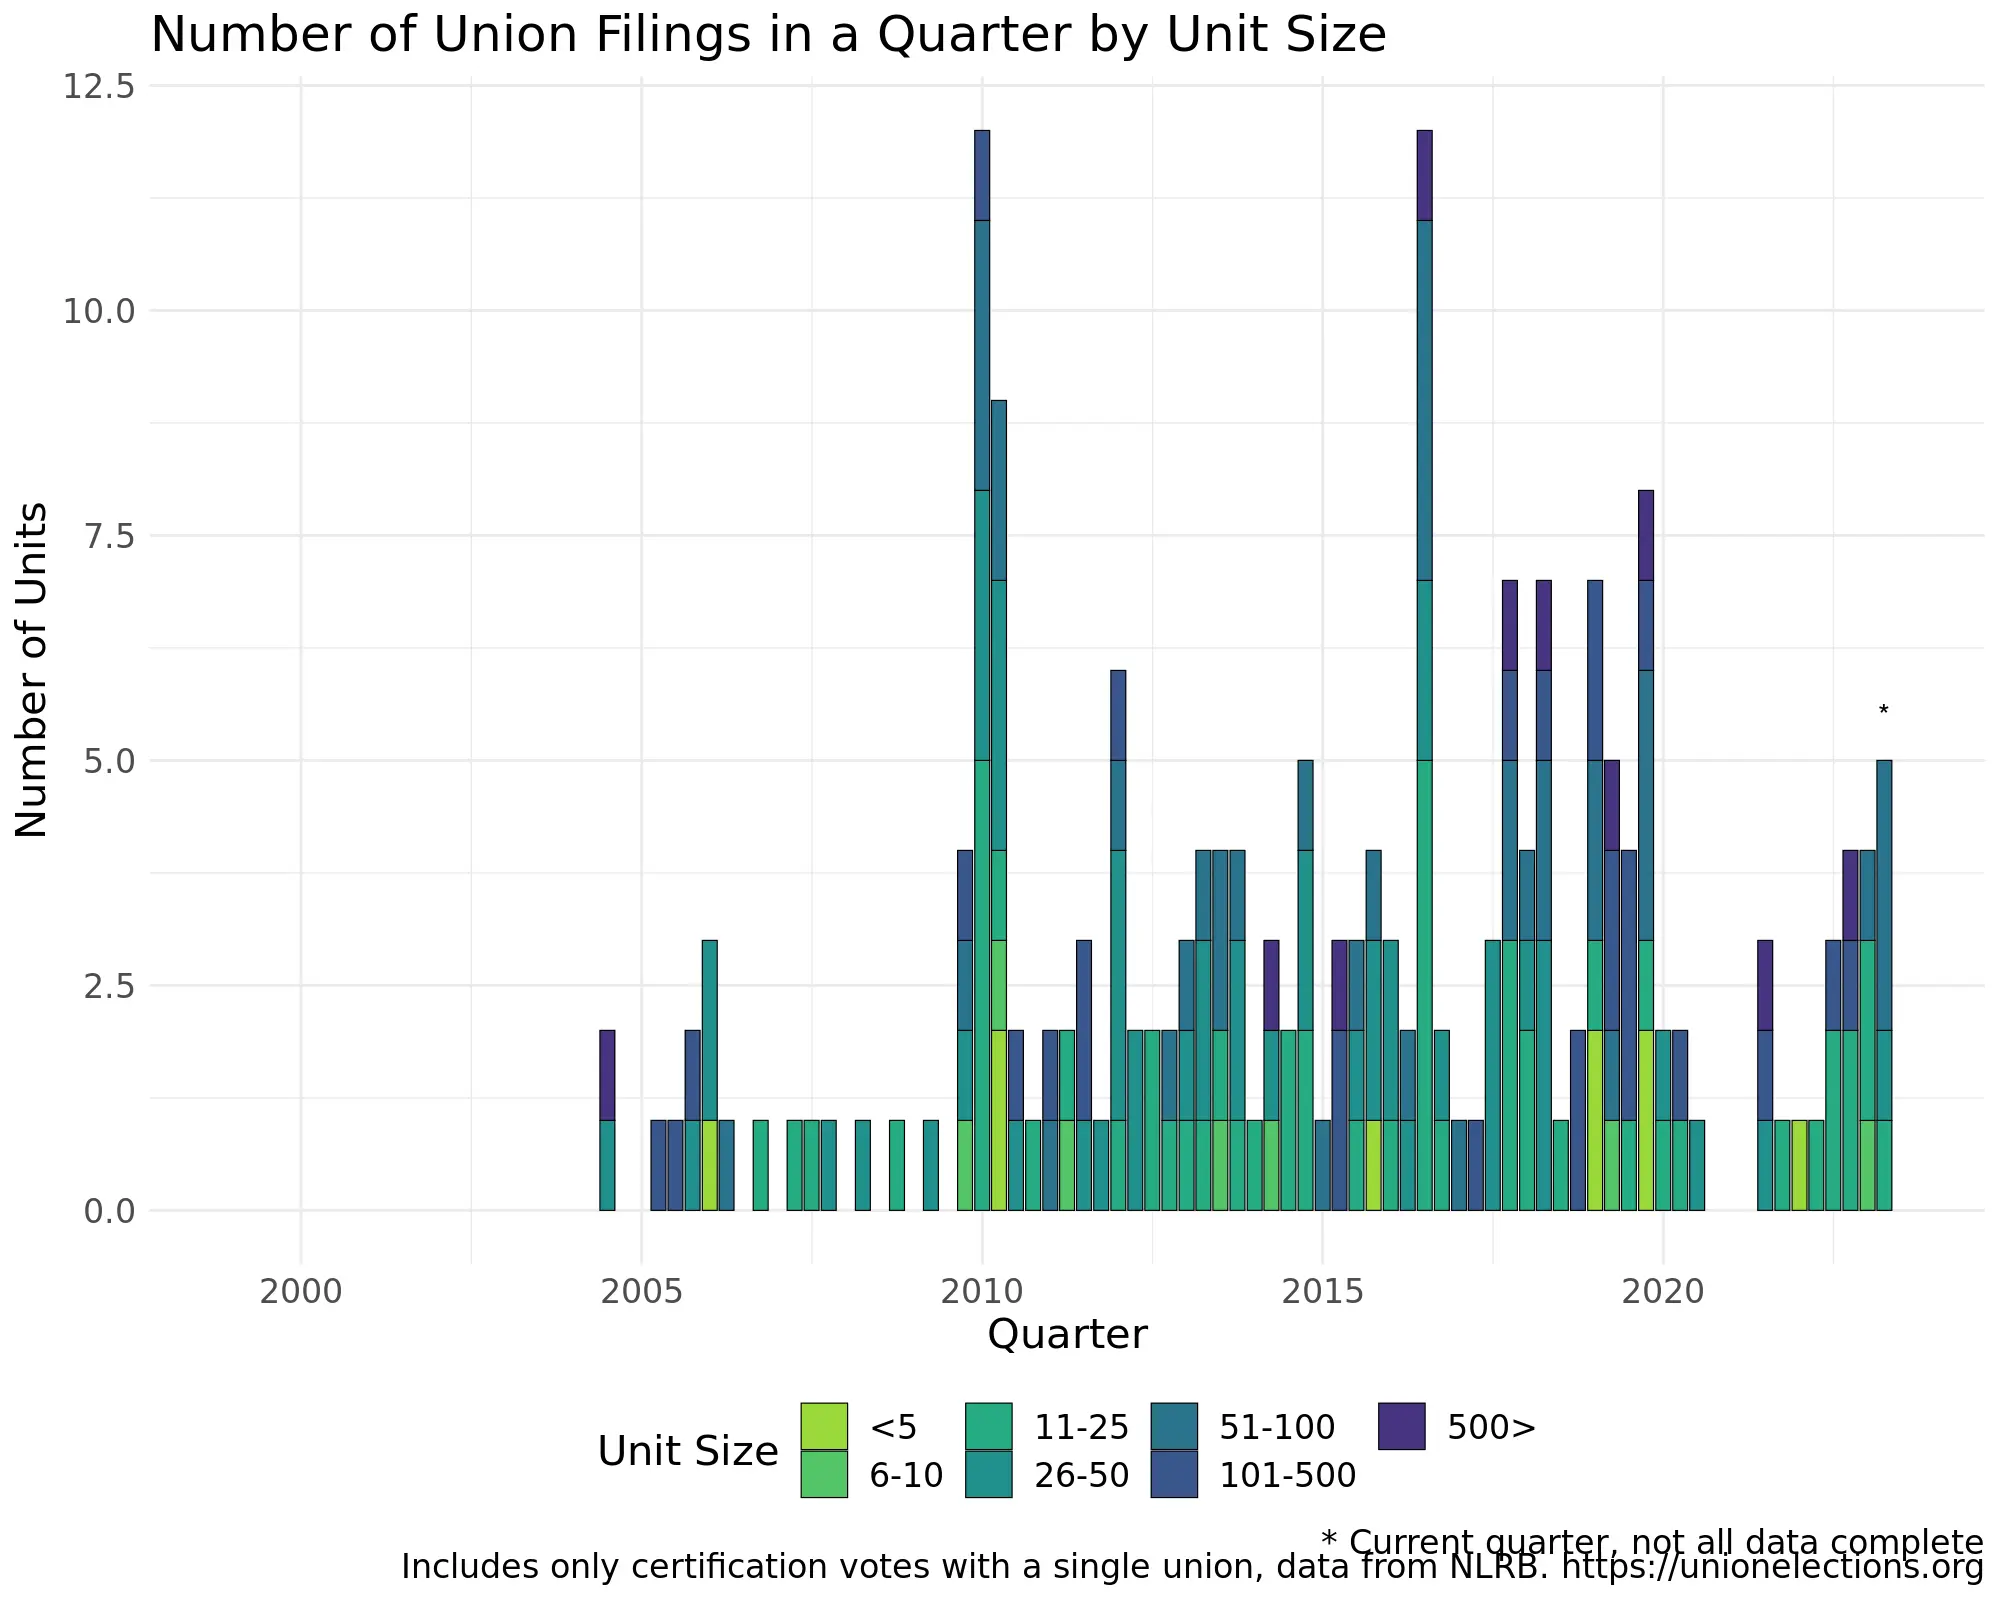 Number of Union Filings in a Quarter by Unit Size
12.5
10.0
7.5
5.0
2.5
0.0
Number of Units
*
2000 2005 2010 2015 2020
Quarter
Unit Size
<5 11-25 51-100 500>
6-10 26-50 101-500
* Current quarter, not all data complete
Includes only certification votes with a single union, data from NLRB. https://unionelections.org